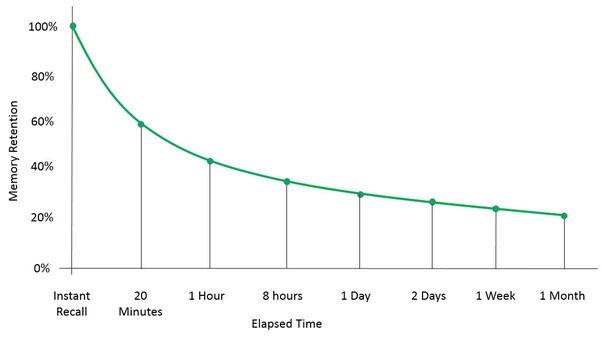 100%
80%
60%
40%
20%
0%
Memory Retention
Instant
Recall
20
Minutes
1 Hour
8 hours
1 Day
2 Days
1 Week
1 Month
Elapsed Time